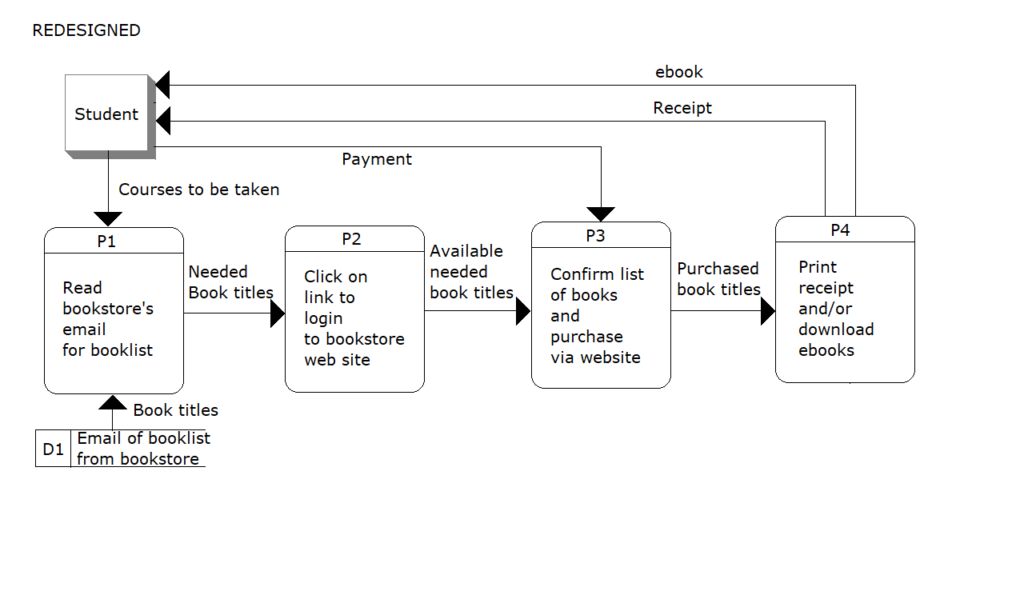 REDESIGNED
ebook
Receipt
Student
Payment
Courses to be taken
P1
Read
bookstore's
email
for booklist
Needed
Book titles
P2
Click on
link to
login
to bookstore
web site
Available
needed
book titles
P3
Confirm list
of books
and
purchase
via website
Purchased
book titles
P4
Print
receipt
and/or
download
ebooks
Book titles
D1
Email of booklist
from bookstore